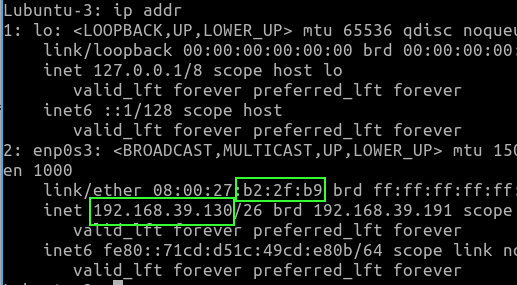 Lubuntu-3: ip addr
1: lo: <LOOPBACK,UP,LOWER_UP> mtu 65536 qdisc noqueu
link/loopback 00:00:00:00:00:00 brd 00:00:00:00:00
inet 127.0.0.1/8 scope host lo
valid_lft forever preferred_lft forever
inet6 ::1/128 scope host
valid_lft forever preferred_lft forever
2: enp0s3: <BROADCAST,MULTICAST,UP,LOWER_UP> mtu 150
en 1000
link/ether 08:00:27:b2:2f:b9 brd ff:ff:ff:ff:ff:
inet 192.168.39.130/26 brd 192.168.39.191 scope
valid_lft forever preferred_lft forever
inet6 fe80::71cd:d51c:49cd:e80b/64 scope link no
valid_lft forever preferred_lft forever